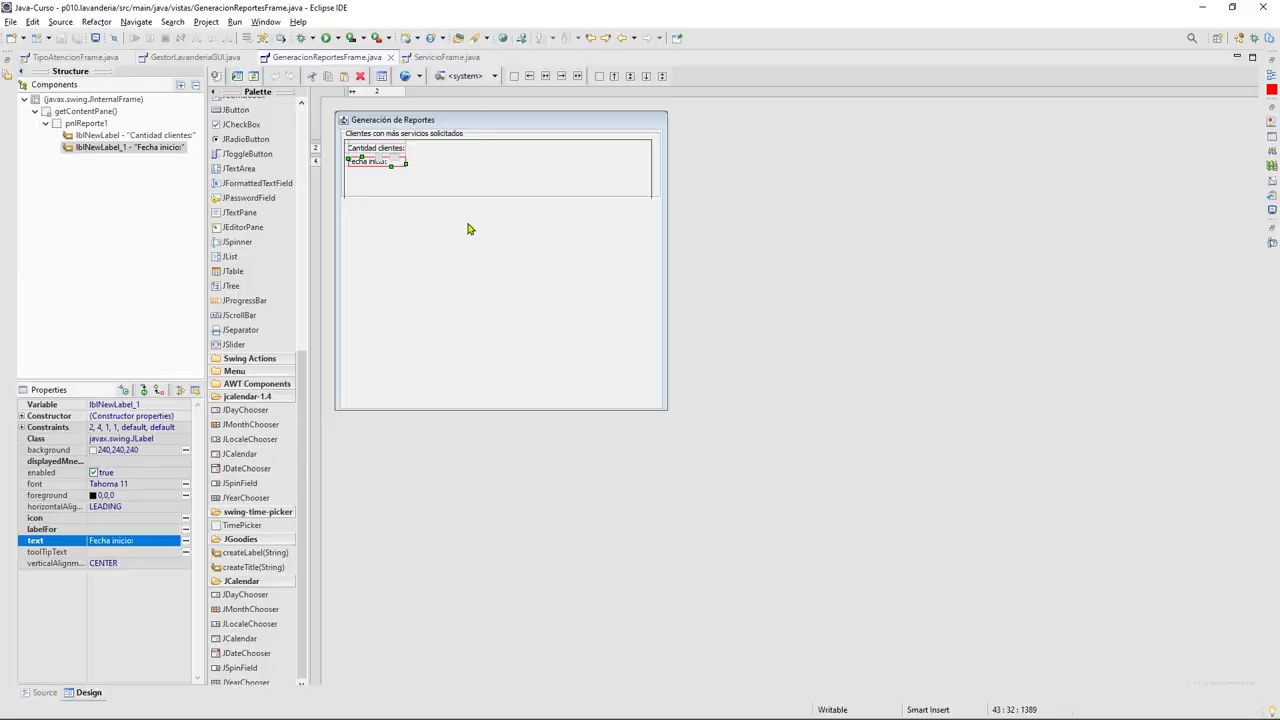 Java-Curso - p010.lavanderia/src/main/java/vistas/GeneracionReportesFrame.java - Eclipse IDE
File Edit Source Refactor Navigate Search Project Run Window Help
TipoAtencionFrame.java GestorLavanderiaGUI.java GeneracionReportesFrame.java ServicioFrame.java
Structure
Components
(javax.swing.JInternalFrame)
getContentPane()
pnlReporte1
lblNewLabel - "Cantidad clientes:"
lblNewLabel_1 - "Fecha inicio:"
Properties
Variable lblNewLabel_1
Constructor (Constructor properties)
Constraints 2, 4, 1, 1, default, default
Class javax.swing.JLabel
background 240,240,240
displayedMne...
enabled true
font Tahoma 11
foreground 0,0,0
horizontalAlig... LEADING
icon
labelFor
text Fecha inicio:
toolTipText
verticalAlignm... CENTER
Source Design
Palette
JButton
JCheckBox
JRadioButton
JToggleButton
JTextArea
JFormattedTextField
JPasswordField
JTextPane
JEditorPane
JSpinner
JList
JTable
JTree
JProgressBar
JScrollBar
JSeparator
JSlider
Swing Actions
Menu
AWT Components
jcalendar-1.4
JDayChooser
JMonthChooser
JLocaleChooser
JCalendar
JDateChooser
JSpinField
JYearChooser
swing-time-picker
TimePicker
JGoodies
createLabel(String)
createTitle(String)
JCalendar
JDayChooser
JMonthChooser
JLocaleChooser
JCalendar
JDateChooser
JSpinField
JYearChooser
<system>
2
Generación de Reportes
Clientes con más servicios solicitados
2 Cantidad clientes:
4 Fecha inicio:
Writable Smart Insert 43 : 32 : 1389